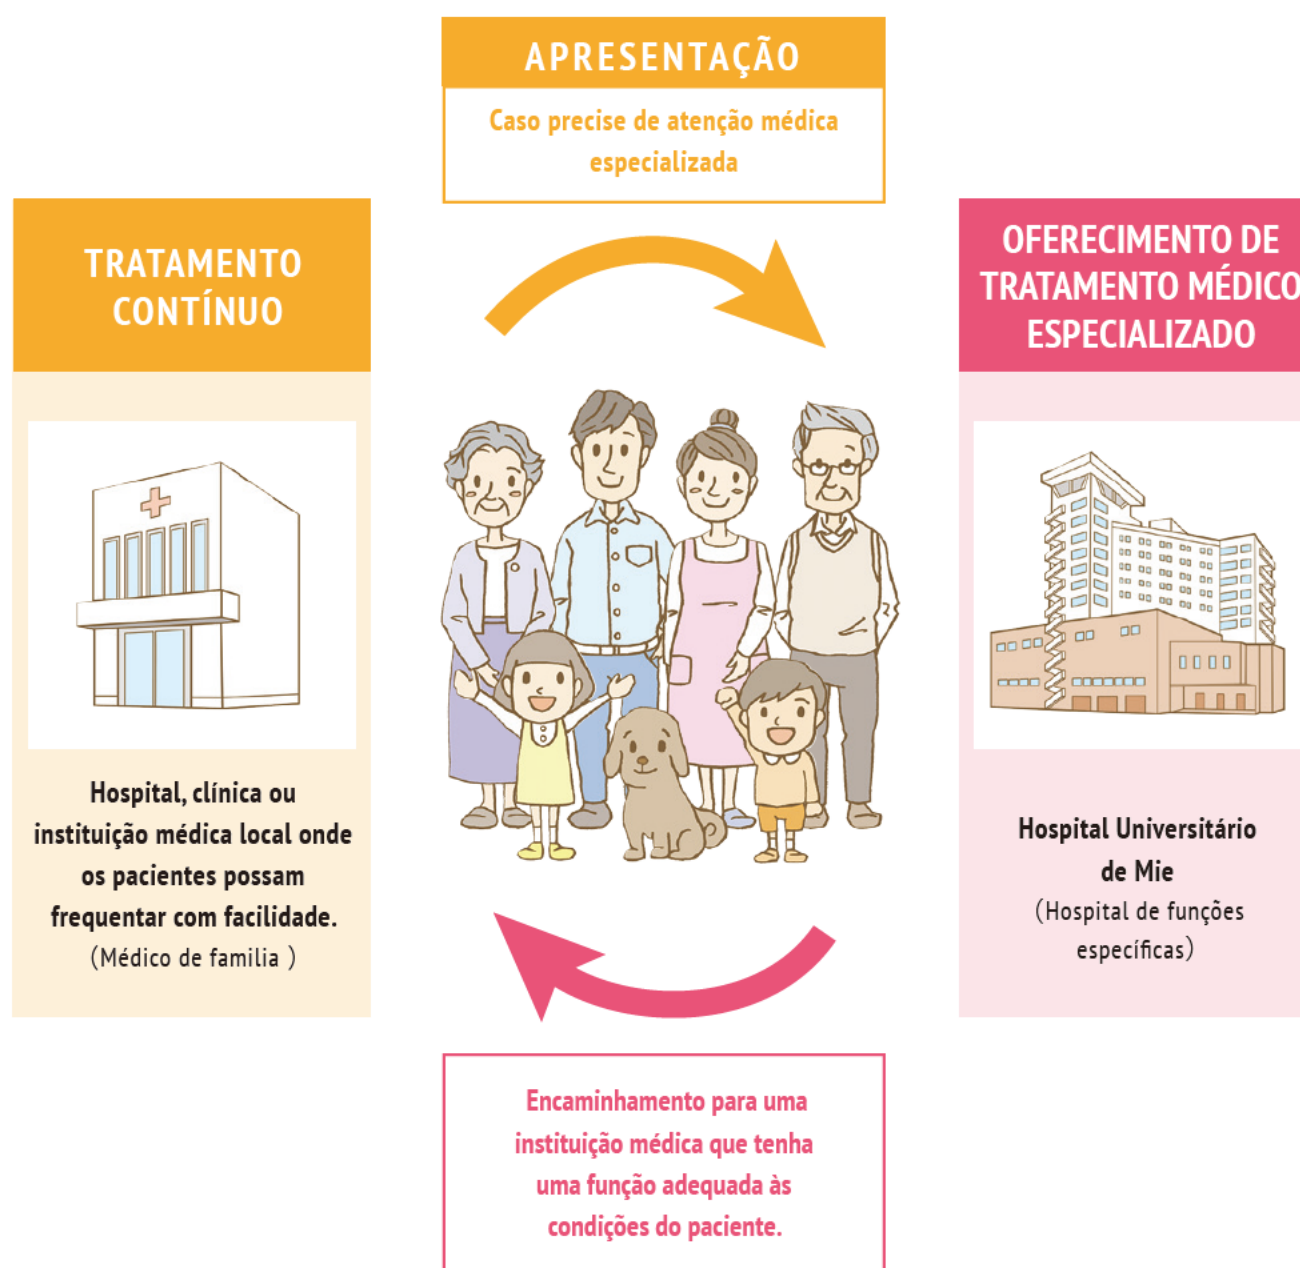 APRESENTAÇÃO
Caso precise de atenção médica
especializada
TRATAMENTO
CONTÍNUO
Hospital, clínica ou
instituição médica local onde
os pacientes possam
frequentar com facilidade.
(Médico de familia )
OFERECIMENTO DE
TRATAMENTO MÉDICO
ESPECIALIZADO
Hospital Universitário
de Mie
(Hospital de funções
específicas)
Encaminhamento para uma
instituição médica que tenha
uma função adequada às
condições do paciente.